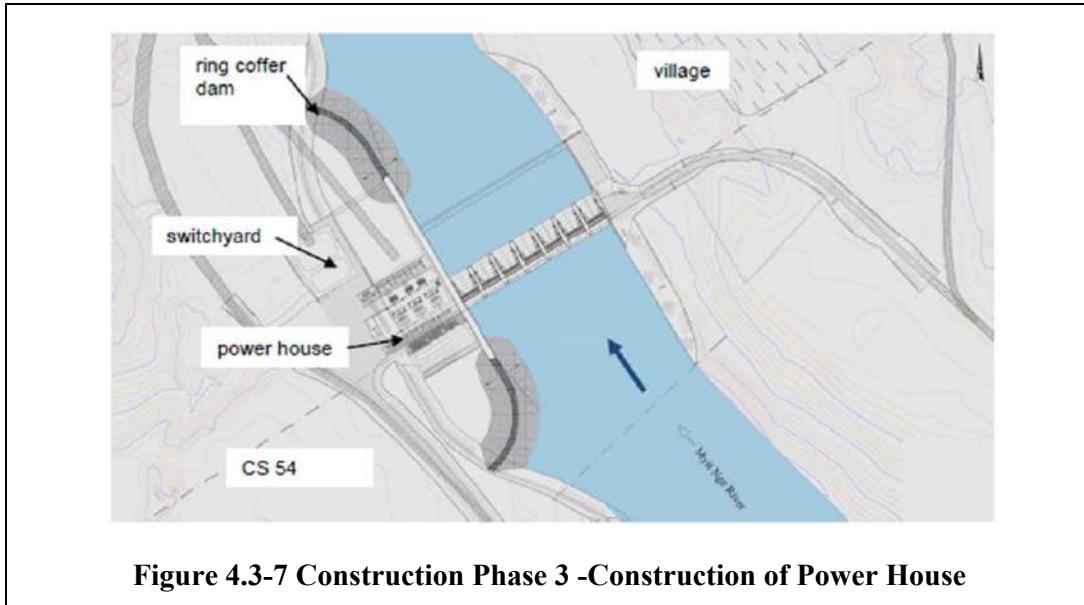 ring coffer
dam
village
switchyard
power house
CS 54
Myit Nge River
Figure 4.3-7 Construction Phase 3 -Construction of Power House